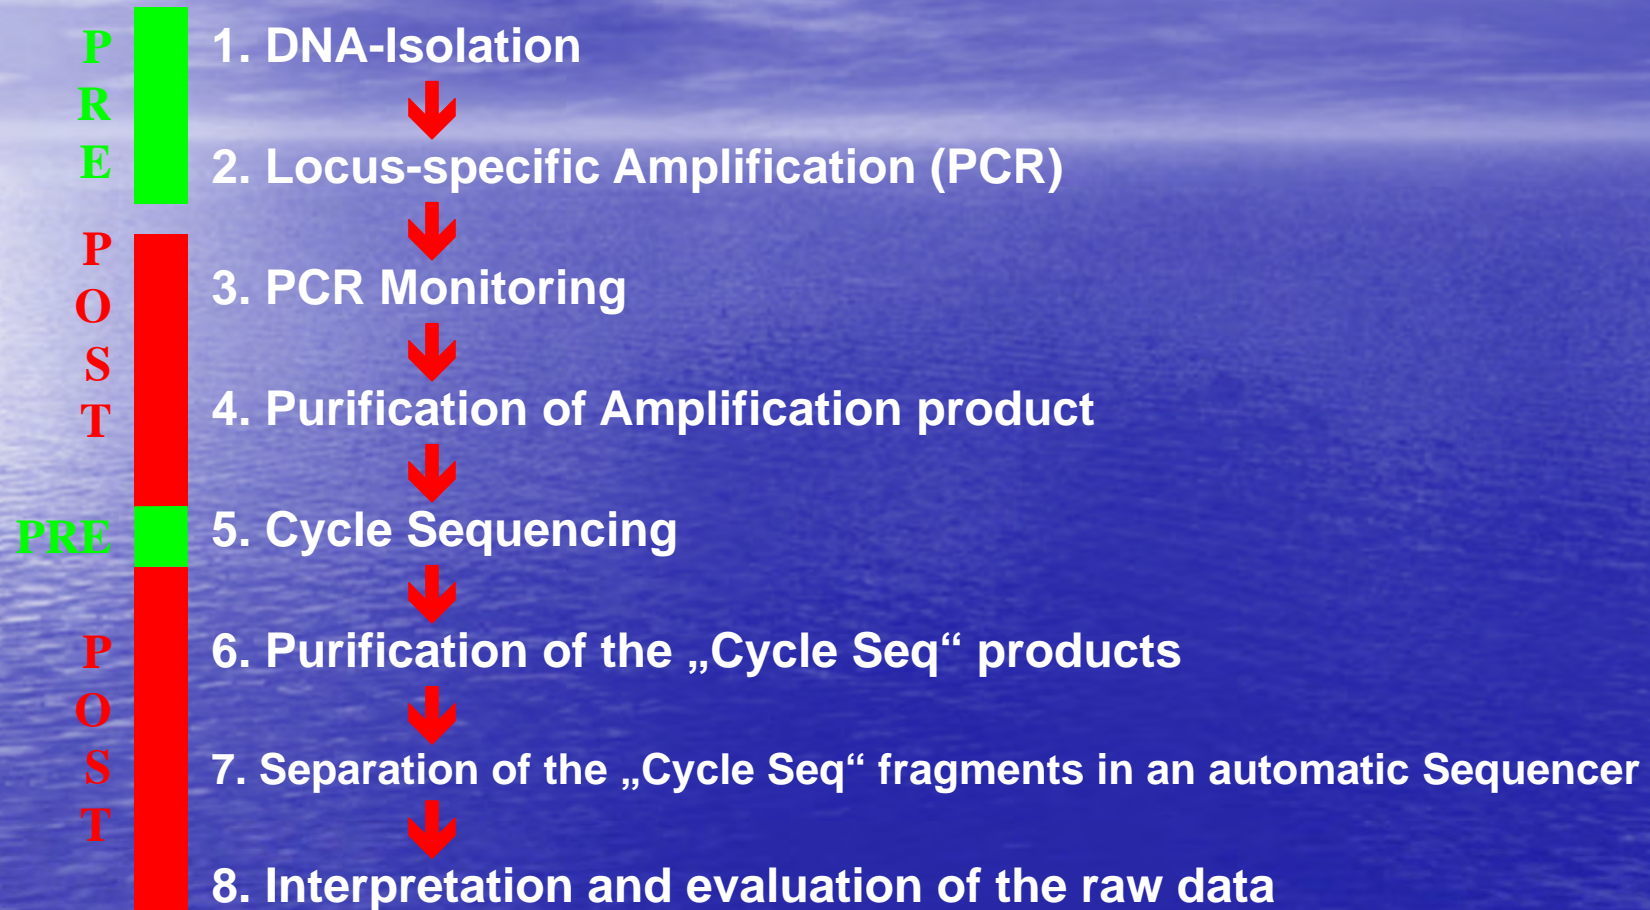 P
R
E
1. DNA-Isolation
2. Locus-specific Amplification (PCR)
P
O
S
T
3. PCR Monitoring
4. Purification of Amplification product
PRE
5. Cycle Sequencing
P
O
S
T
6. Purification of the „Cycle Seq“ products
7. Separation of the „Cycle Seq“ fragments in an automatic Sequencer
8. Interpretation and evaluation of the raw data